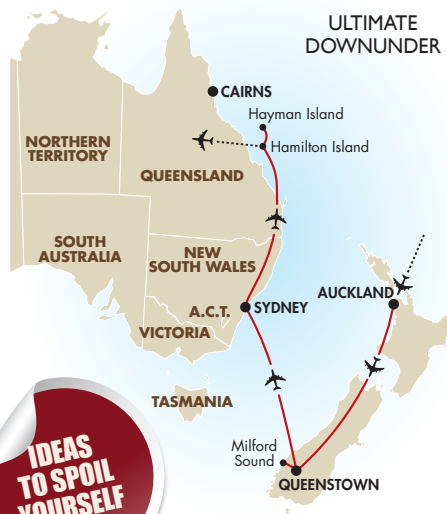 ULTIMATE
DOWNUNDER
CAIRNS
Hayman Island
Hamilton Island
NORTHERN
TERRITORY
QUEENSLAND
SOUTH
AUSTRALIA
NEW
SOUTH WALES
AUCKLAND
A.C.T.
SYDNEY
VICTORIA
TASMANIA
Milford
Sound
QUEENSTOWN
IDEAS
TO SPOIL
YOURSELF